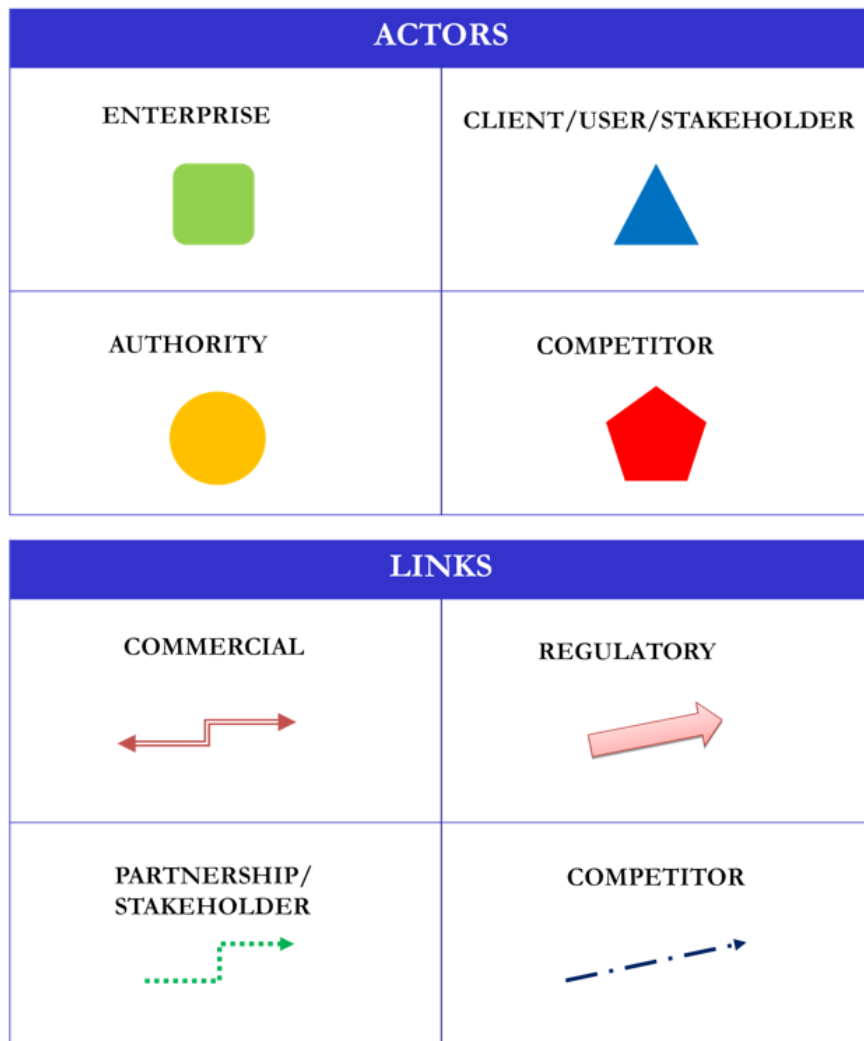 ACTORS
ENTERPRISE
CLIENT/USER/STAKEHOLDER
AUTHORITY
COMPETITOR
LINKS
COMMERCIAL
REGULATORY
PARTNERSHIP/
STAKEHOLDER
COMPETITOR